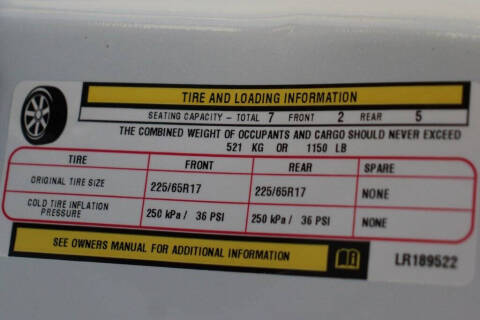 TIRE AND LOADING INFORMATION
SEATING CAPACITY - TOTAL 7 FRONT 2 REAR 5
THE COMBINED WEIGHT OF OCCUPANTS AND CARGO SHOULD NEVER EXCEED
521 KG OR 1150 LB
TIRE FRONT REAR SPARE
ORIGINAL TIRE SIZE 225/65R17 225/65R17 NONE
COLD TIRE INFLATION
PRESSURE 250 kPa / 36 PSI 250 kPa / 36 PSI NONE
SEE OWNERS MANUAL FOR ADDITIONAL INFORMATION
LR189522